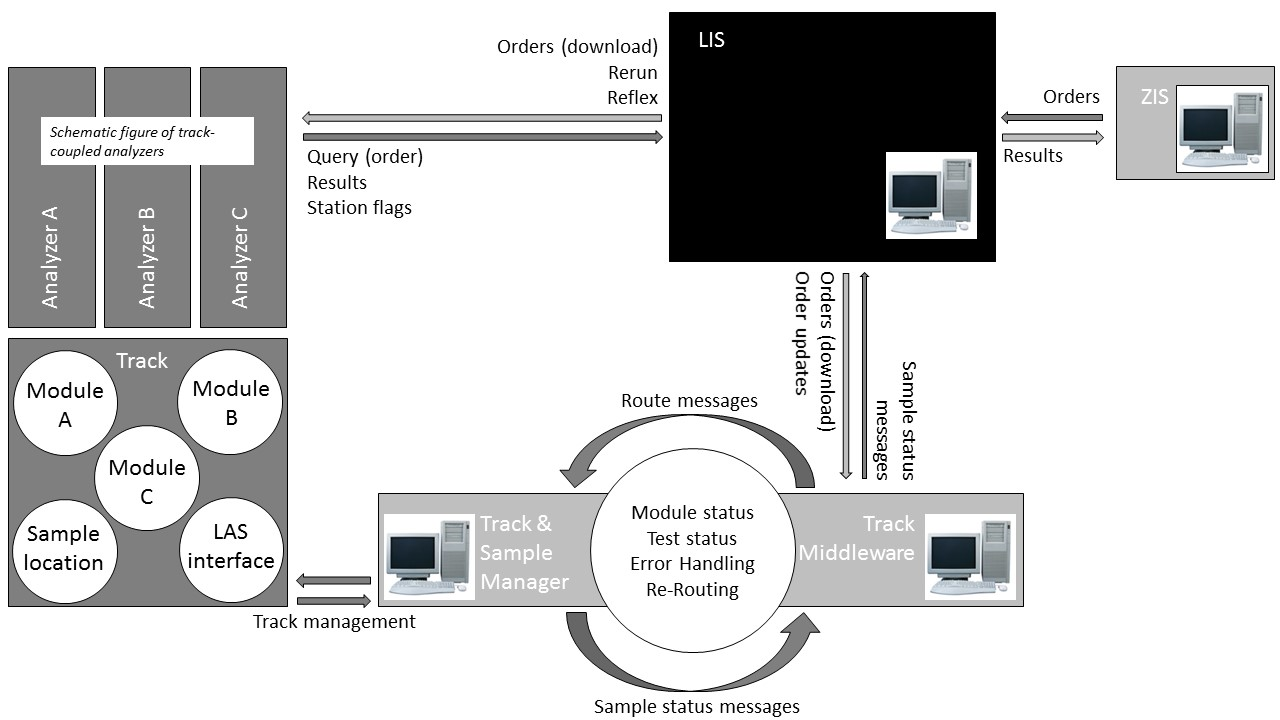 Orders (download)
Rerun
Reflex
LIS
ZIS
Orders
Results
Schematic figure of track-
coupled analyzers
Query (order)
Results
Station flags
Analyzer A
Analyzer B
Analyzer C
Orders (download)
Order updates
Sample status
messages
Track
Module
A
Module
B
Module
C
Sample
location
LAS
interface
Route messages
Track &
Sample
Manager
Module status
Test status
Error Handling
Re-Routing
Track
Middleware
Track management
Sample status messages